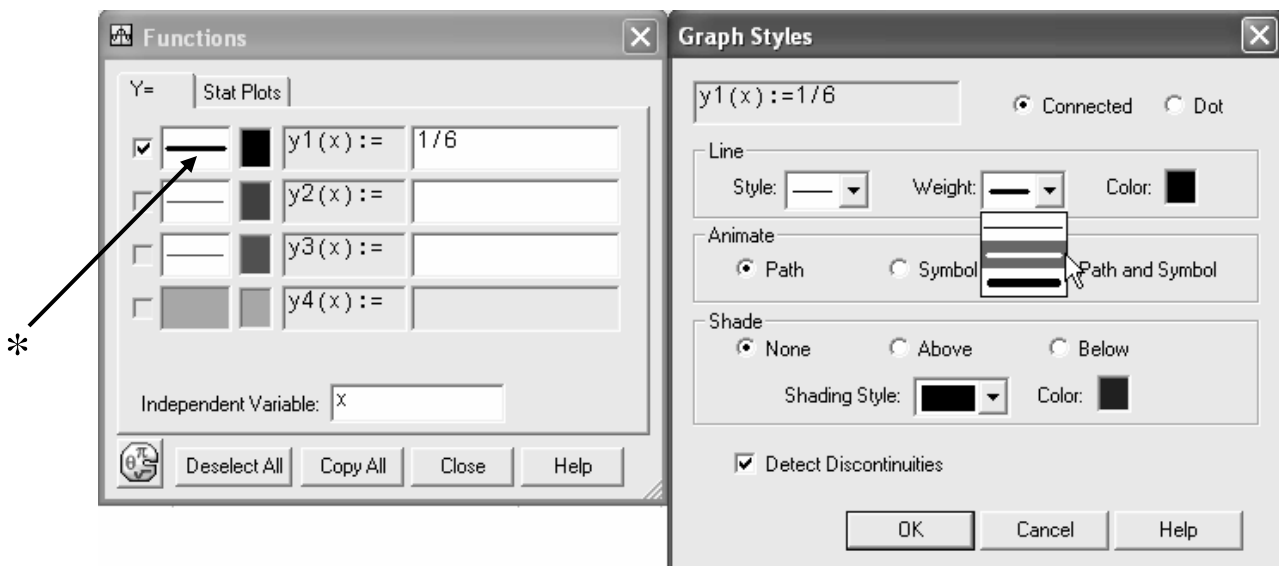 Functions
Y=
Stat Plots
y1(x):=
1/6
y2(x):=
y3(x):=
y4(x):=
*
Independent Variable:
x
θπ
Deselect All
Copy All
Close
Help
Graph Styles
y1(x):=1/6
Connected
Dot
Line
Style:
Weight:
Color:
Animate
Path
Symbol
Path and Symbol
Shade
None
Above
Below
Shading Style:
Color:
Detect Discontinuities
OK
Cancel
Help